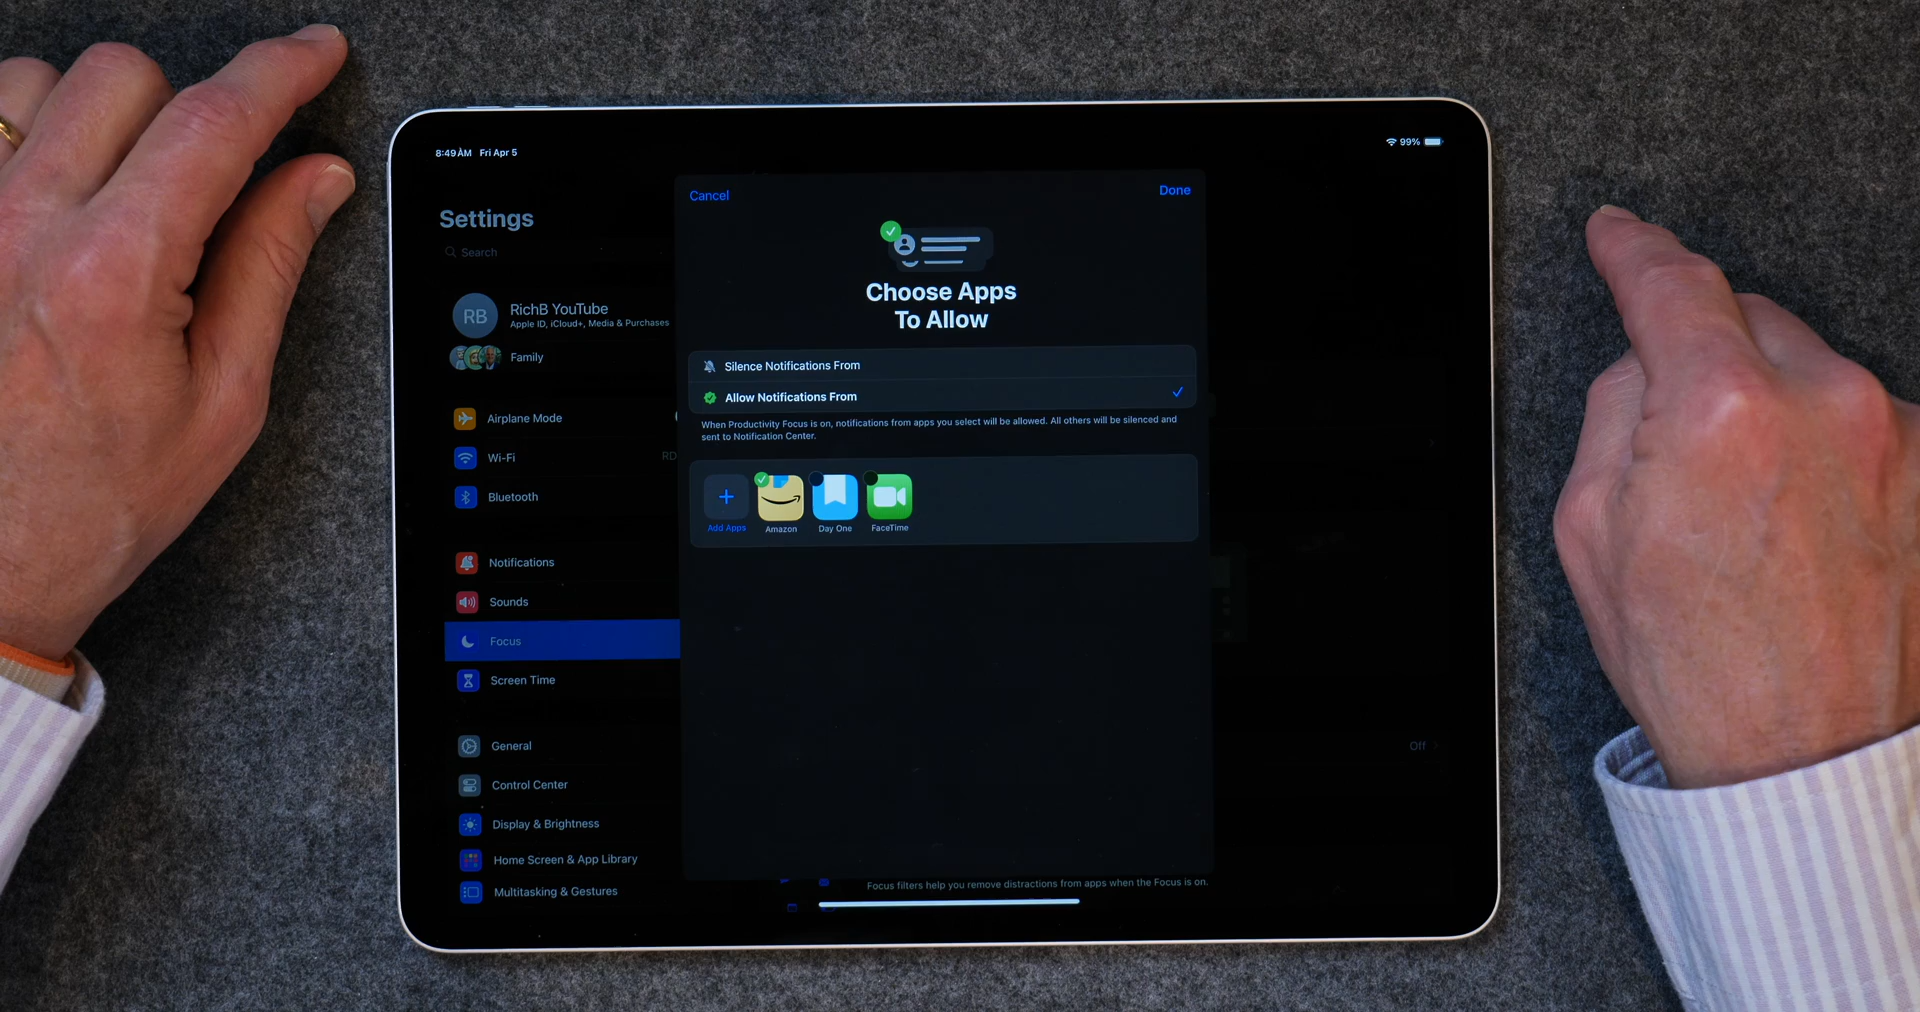 8:49 AM Fri Apr 5
99%
Settings
Search
RB
RichB YouTube
Apple ID, iCloud+, Media & Purchases
Family
Airplane Mode
Wi-Fi
RD
Bluetooth
Notifications
Sounds
Focus
Screen Time
General
Control Center
Display & Brightness
Home Screen & App Library
Multitasking & Gestures
Cancel
Done
Choose Apps
To Allow
Silence Notifications From
Allow Notifications From
When Productivity Focus is on, notifications from apps you select will be allowed. All others will be silenced and
sent to Notification Center.
Add Apps
Amazon
Day One
FaceTime
Off
Focus filters help you remove distractions from apps when the Focus is on.